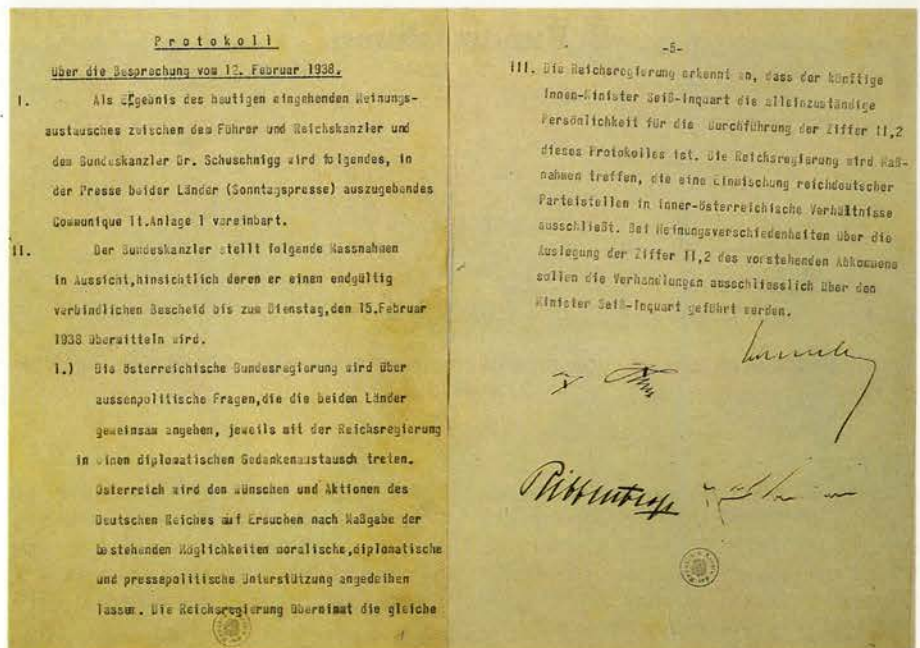 Protokoll
über die Besprechung vom 12. Februar 1938.
I. Als Ergebnis des heutigen eingehenden Meinungs-
austausches zwischen dem Führer und Reichskanzler und
dem Bundeskanzler Dr. Schuschnigg wird folgendes, in
der Presse beider Länder (Sonntagspresse) auszugebendes
Communique lt.Anlage 1 vereinbart.
II. Der Bundeskanzler stellt folgende Massnahmen
in Aussicht,hinsichtlich deren er einen endgültig
verbindlichen Bescheid bis zum Dienstag,den 15.Februar
1938 übermitteln wird.
1.) Die österreichische Bundesregierung wird über
aussenpolitische Fragen,die die beiden Länder
gemeinsam angehen, jeweils mit der Reichsregierung
in einen diplomatischen Gedankenaustausch treten.
Österreich wird den Wünschen und Aktionen des
Deutschen Reiches auf Ersuchen nach Maßgabe der
bestehenden Möglichkeiten moralische,diplomatische
und pressepolitische Unterstützung angedeihen
lassen. Die Reichsregierung übernimmt die gleiche
-5-
III. Die Reichsregierung erkennt an, dass der künftige
Innen-Minister Seiß-Inquart die alleinzuständige
Persönlichkeit für die Durchführung der Ziffer II,2
dieses Protokolles ist. Die Reichsregierung wird Maß-
nahmen treffen, die eine Einmischung reichdeutscher
Parteistellen in inner-österreichische Verhältnisse
ausschließt. Bei Meinungsverschiedenheiten über die
Auslegung der Ziffer II,2 des vorstehenden Abkommens
sollen die Verhandlungen ausschliesslich über den
Minister Seiß-Inquart geführt werden.
Ribbentrop